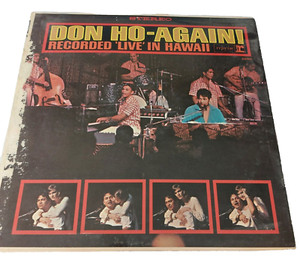 STEREO
DON HO-AGAIN!
RECORDED 'LIVE' IN HAWAII